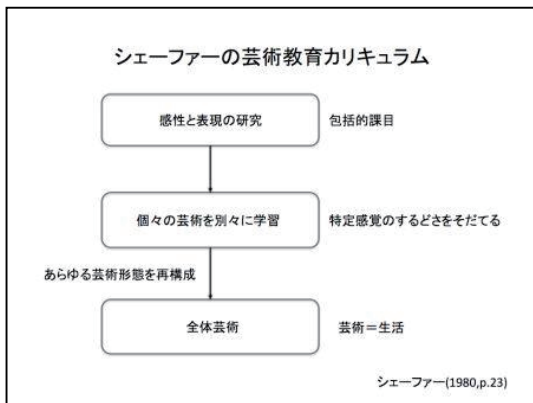 シェーファーの芸術教育カリキュラム
感性と表現の研究
包括的課目
個々の芸術を別々に学習
特定感覚のするどさをそだてる
あらゆる芸術形態を再構成
全体芸術
芸術＝生活
シェーファー(1980,p.23)